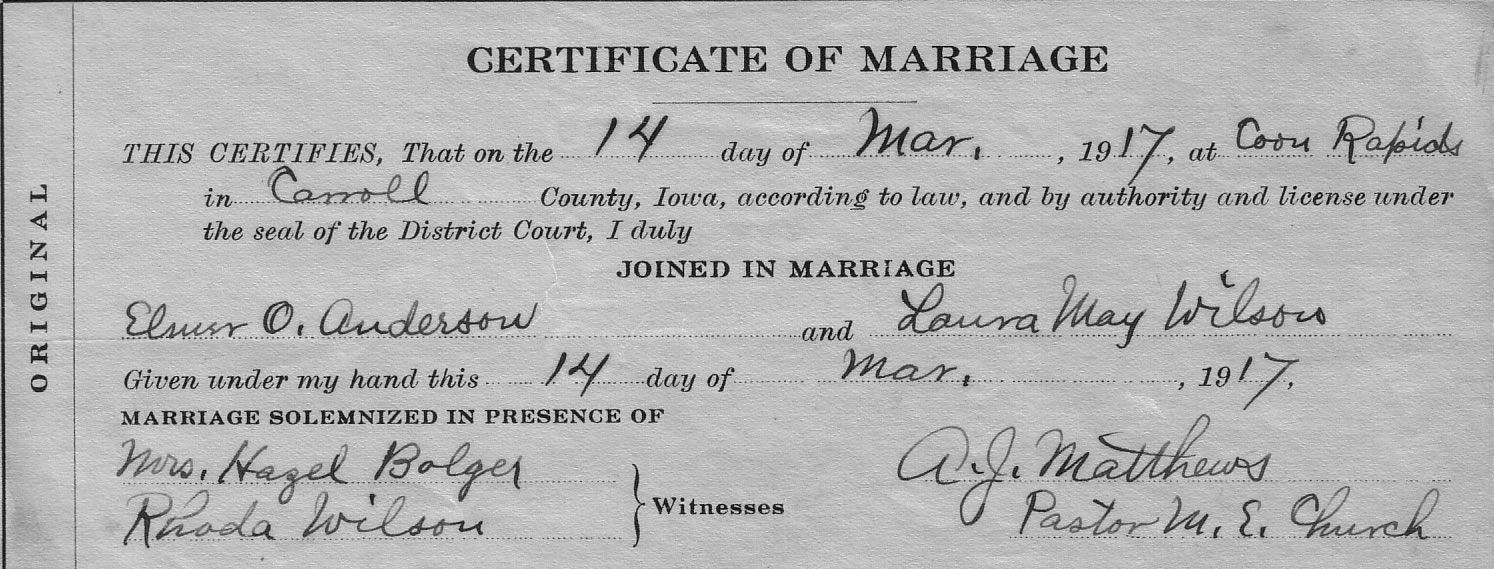 ORIGINAL
CERTIFICATE OF MARRIAGE
THIS CERTIFIES, That on the 14 day of Mar. , 1917, at Coon Rapids
in Carroll County, Iowa, according to law, and by authority and license under
the seal of the District Court, I duly
JOINED IN MARRIAGE
Elmer O. Anderson and Laura May Wilson
Given under my hand this 14 day of Mar. , 1917.
MARRIAGE SOLEMNIZED IN PRESENCE OF
Mrs. Hazel Bolger A. J. Matthews
Witnesses
Rhoda Wilson Pastor M. E. Church